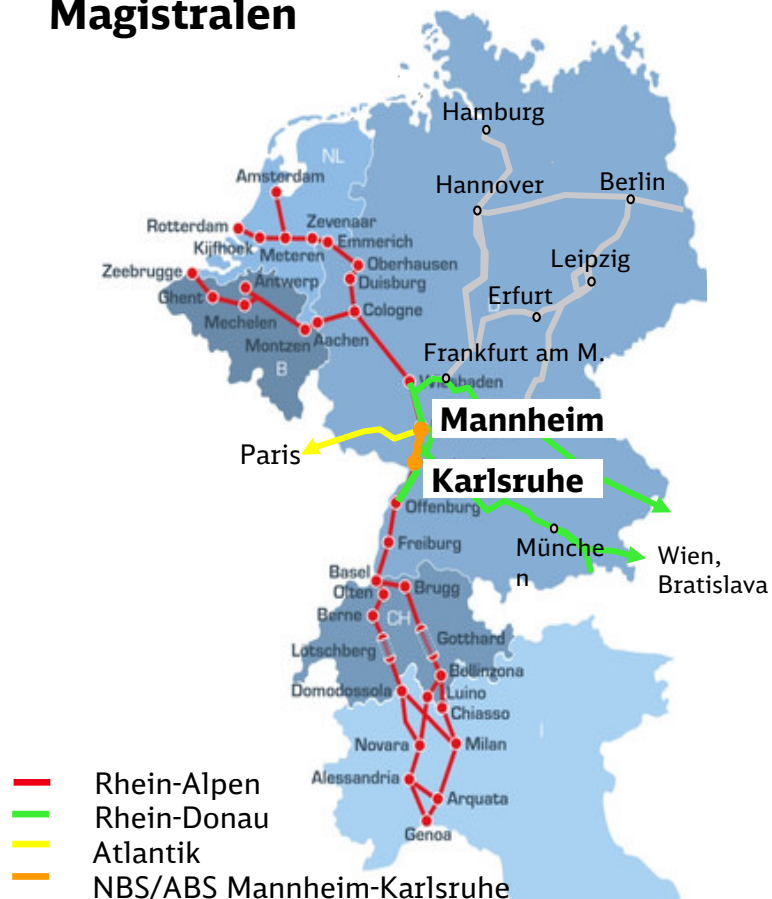 Magistralen
Hamburg
NL
Amsterdam
Hannover
Berlin
Rotterdam
Zevenaar
Kijfhoek
Meteren
Emmerich
Oberhausen
Leipzig
Zeebrugge
Antwerp
Duisburg
Ghent
Erfurt
D
Mechelen
Cologne
Montzen
Aachen
Frankfurt am M.
B
Wiesbaden
Mannheim
Paris
Karlsruhe
Offenburg
Freiburg
Münche
n
Wien,
Bratislava
Basel
Olten
Brugg
Berne
CH
Gotthard
Lotschberg
Bellinzona
Domodossola
Luino
Chiasso
I
Novara
Milan
Alessandria
Arquata
Genoa
Rhein-Alpen
Rhein-Donau
Atlantik
NBS/ABS Mannheim-Karlsruhe